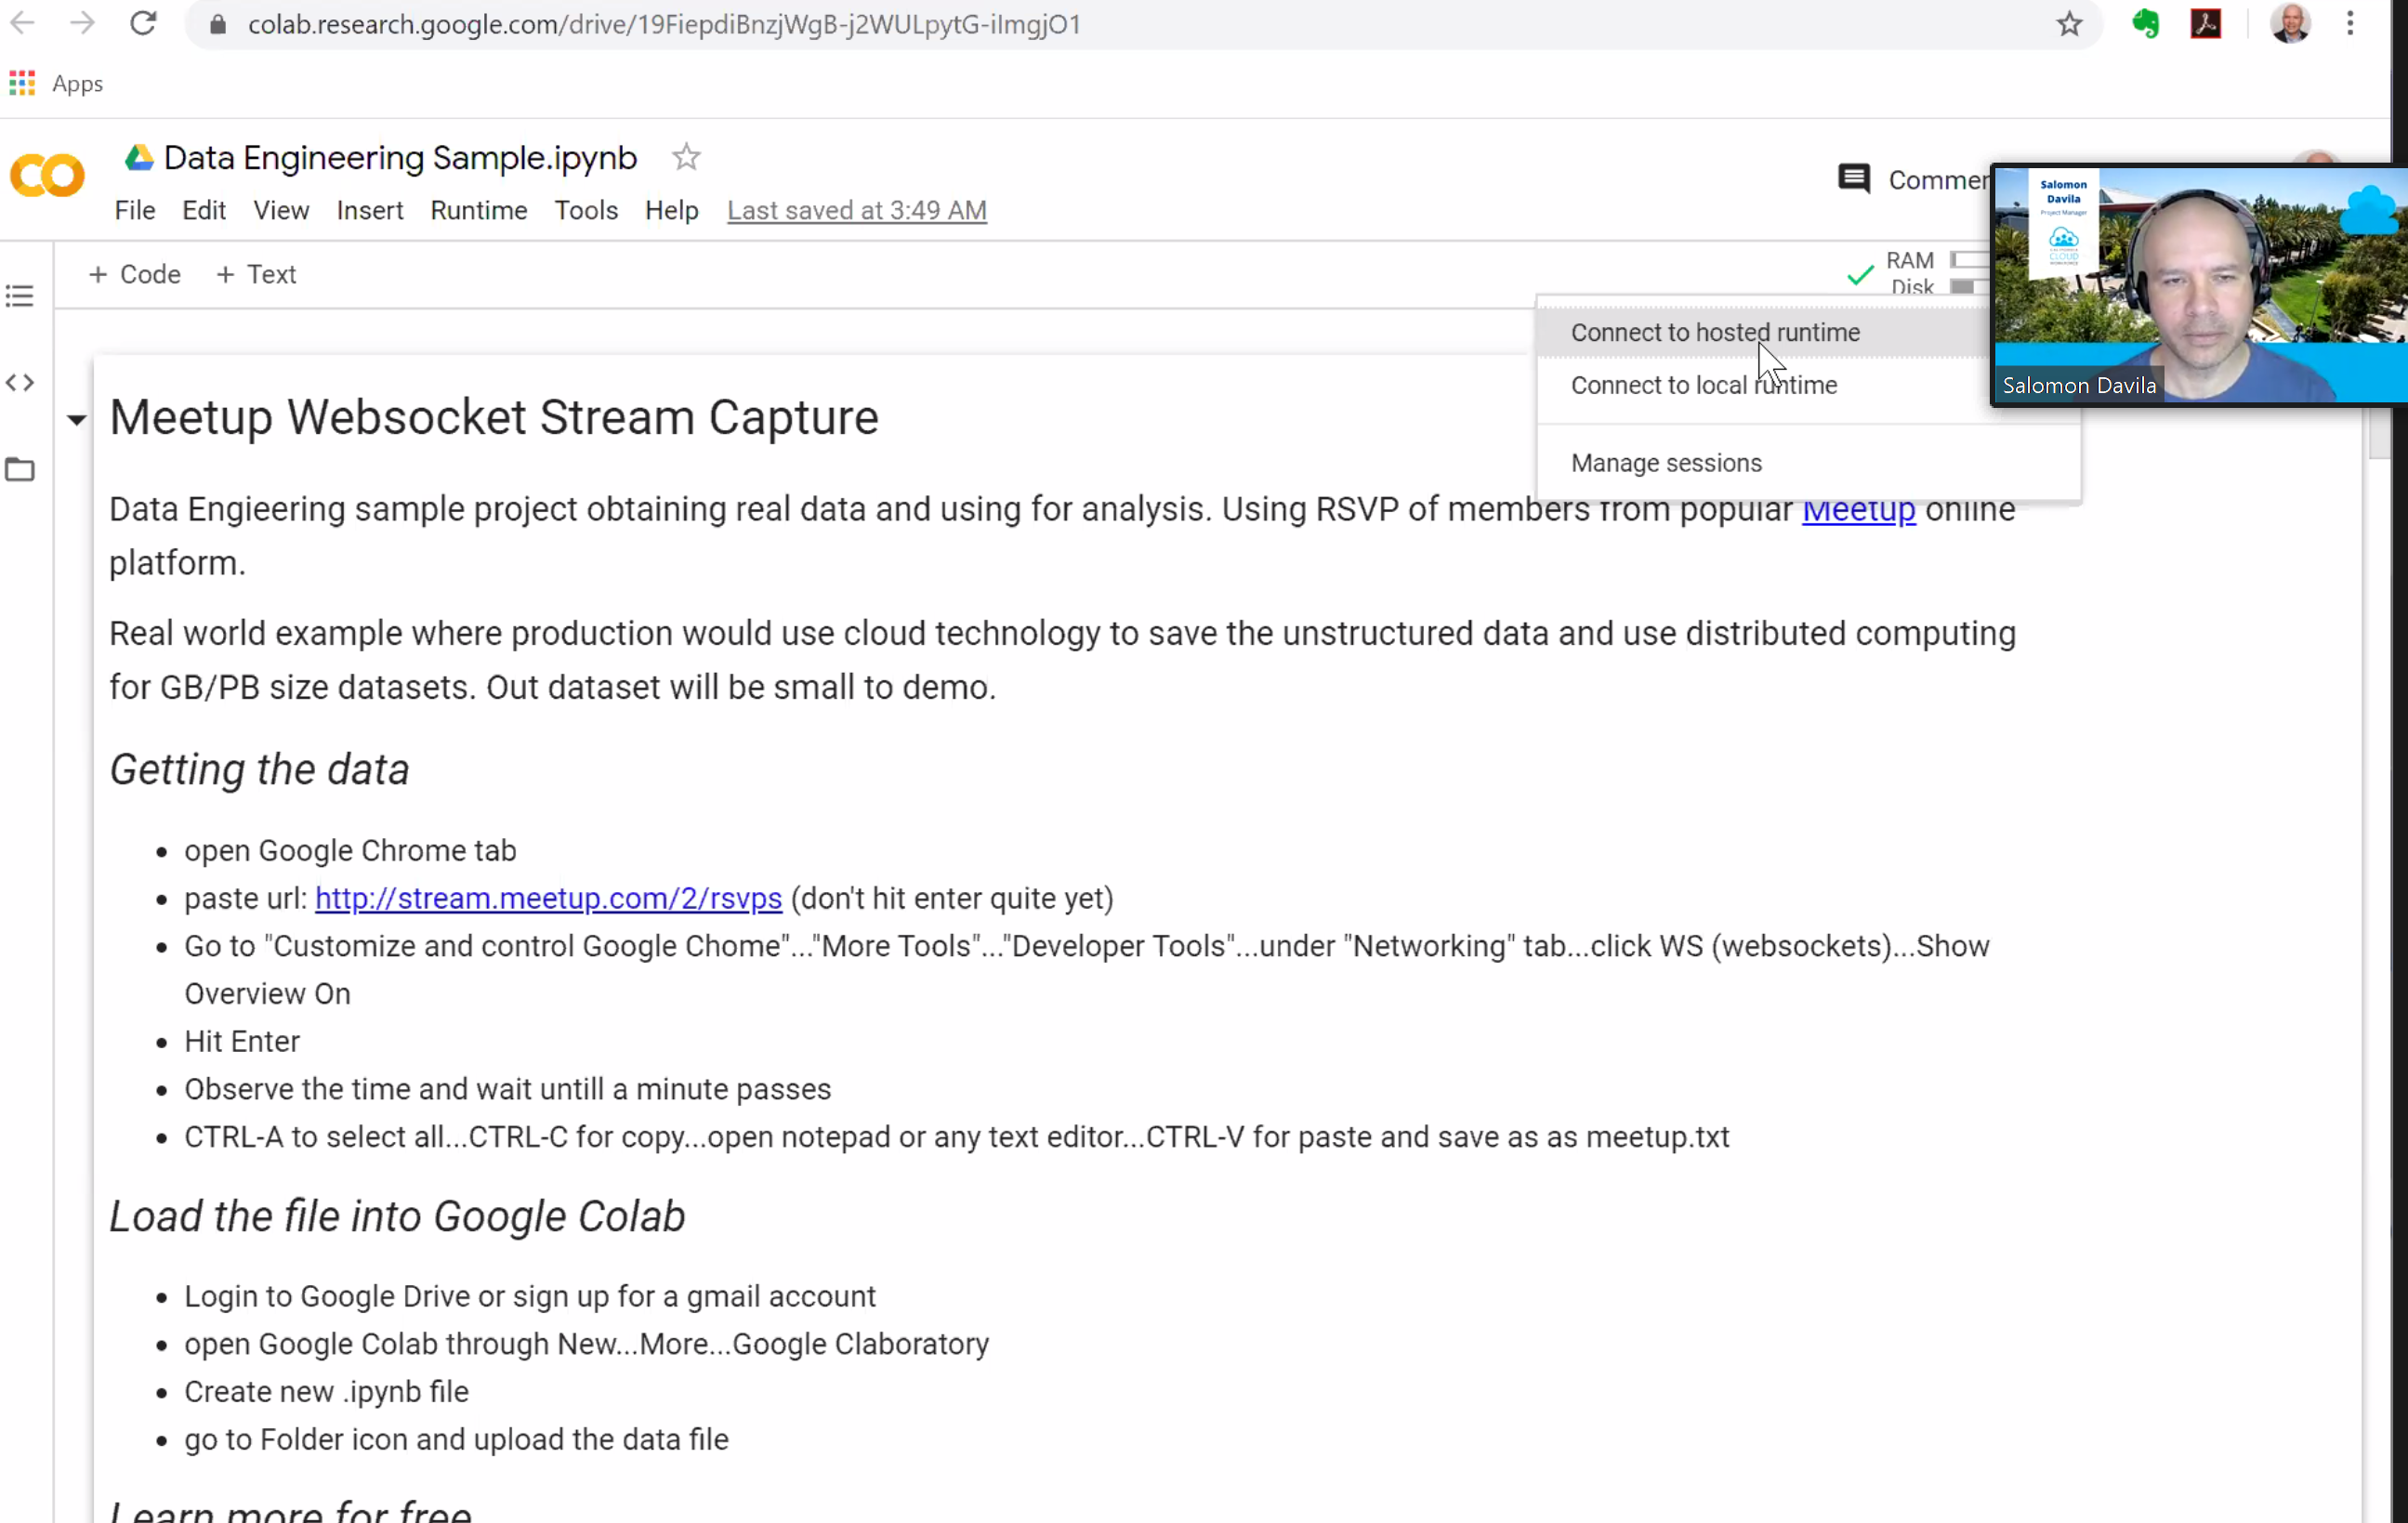 colab.research.google.com/drive/19FiepdiBnzjWgB-j2WULpytG-iImgjO1
Apps
Data Engineering Sample.ipynb
File Edit View Insert Runtime Tools Help Last saved at 3:49 AM
Commen
+ Code + Text
RAM
Disk
Connect to hosted runtime
Connect to local runtime
Manage sessions
Salomon
Davila
Project Manager
CLOUD
Salomon Davila
Meetup Websocket Stream Capture
Data Engieering sample project obtaining real data and using for analysis. Using RSVP of members from popular Meetup online
platform.
Real world example where production would use cloud technology to save the unstructured data and use distributed computing
for GB/PB size datasets. Out dataset will be small to demo.
Getting the data
• open Google Chrome tab
• paste url: http://stream.meetup.com/2/rsvps (don't hit enter quite yet)
• Go to "Customize and control Google Chome"..."More Tools"..."Developer Tools"...under "Networking" tab...click WS (websockets)...Show
Overview On
• Hit Enter
• Observe the time and wait untill a minute passes
• CTRL-A to select all...CTRL-C for copy...open notepad or any text editor...CTRL-V for paste and save as as meetup.txt
Load the file into Google Colab
• Login to Google Drive or sign up for a gmail account
• open Google Colab through New...More...Google Claboratory
• Create new .ipynb file
• go to Folder icon and upload the data file
Learn more for free